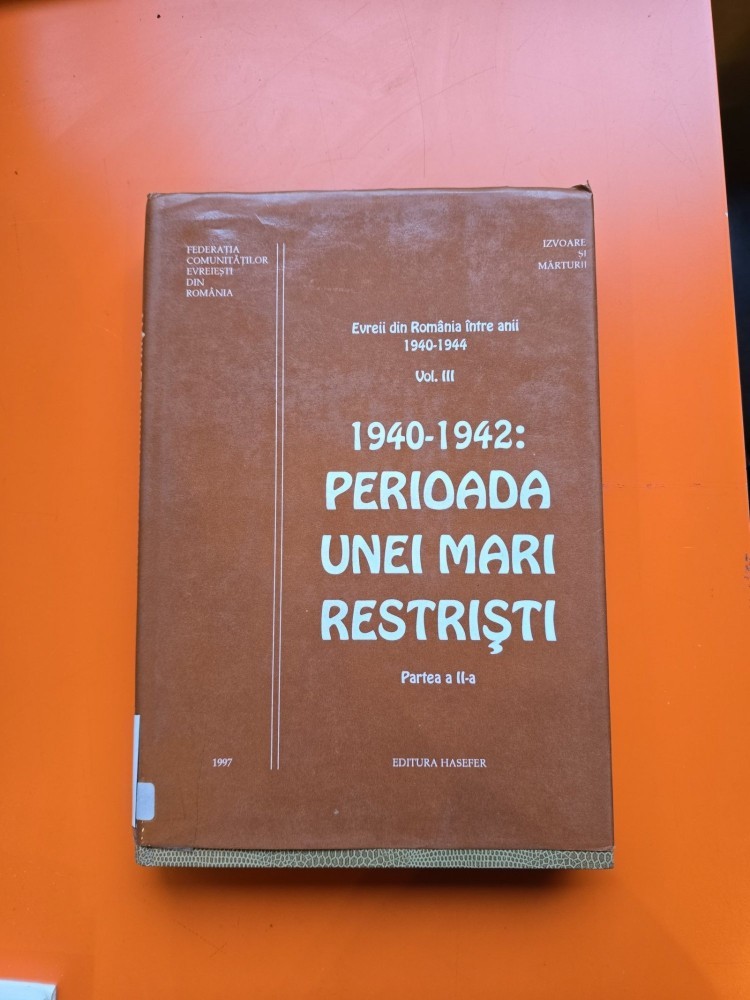 FEDERAȚIA
COMUNITĂȚILOR
EVREIEȘTI
DIN
ROMÂNIA
IZVOARE
ȘI
MĂRTURII
Evreii din România între anii
1940-1944
Vol. III
1940-1942:
PERIOADA
UNEI MARI
RESTRIŞTI
Partea a II-a
1997
EDITURA HASEFER